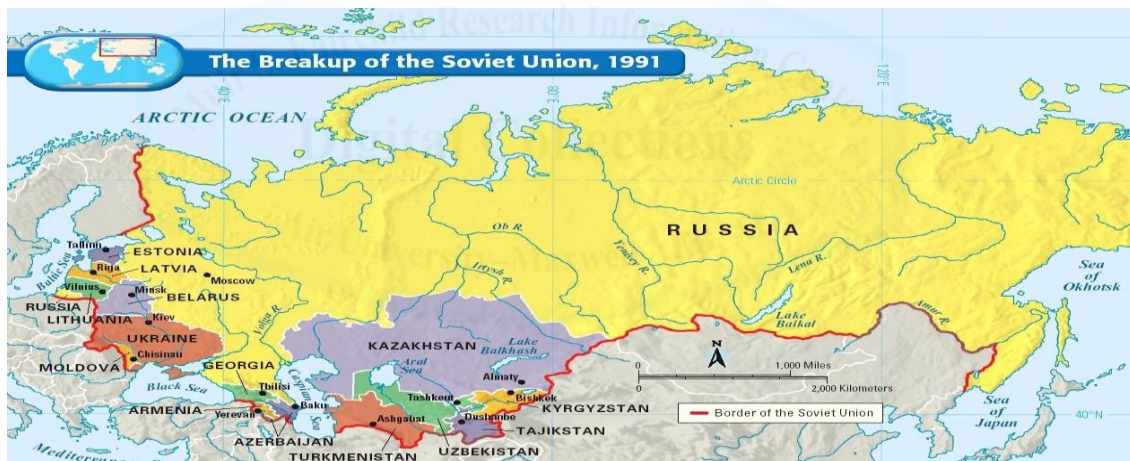 The Breakup of the Soviet Union, 1991
40°E
80°E
120°E
ARCTIC OCEAN
Digital Collection
Arctic Circle
RUSSIA
Ob R.
Irtysh R.
Yenisey R.
Lena R.
Sea
of
Okhotsk
Tallinn
ESTONIA
Baltic Sea
Riga
LATVIA
Moscow
Vilnius
Minsk
BELARUS
RUSSIA
LITHUANIA
Kiev
Volga R.
UKRAINE
Chisinau
MOLDOVA
KAZAKHSTAN
Lake
Balkhash
Aral
Sea
Lake
Baikal
Amur R.
N
0
1,000 Miles
0
2,000 Kilometers
GEORGIA
Black Sea
Tbilisi
Caspian Sea
Almaty
Tashkent
Bishkek
KYRGYZSTAN
Border of the Soviet Union
Sea
of
Japan
40°N
ARMENIA
Yerevan
Baku
Ashgabat
Dushanbe
TAJIKSTAN
AZERBAIJAN
TURKMENISTAN
UZBEKISTAN